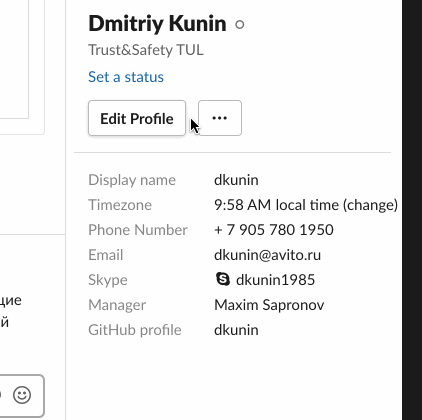 Dmitriy Kunin
Trust&Safety TUL
Set a status
Edit Profile ...
Display name dkunin
Timezone 9:58 AM local time (change)
Phone Number + 7 905 780 1950
Email dkunin@avito.ru
Skype dkunin1985
Manager Maxim Sapronov
GitHub profile dkunin
щие
й